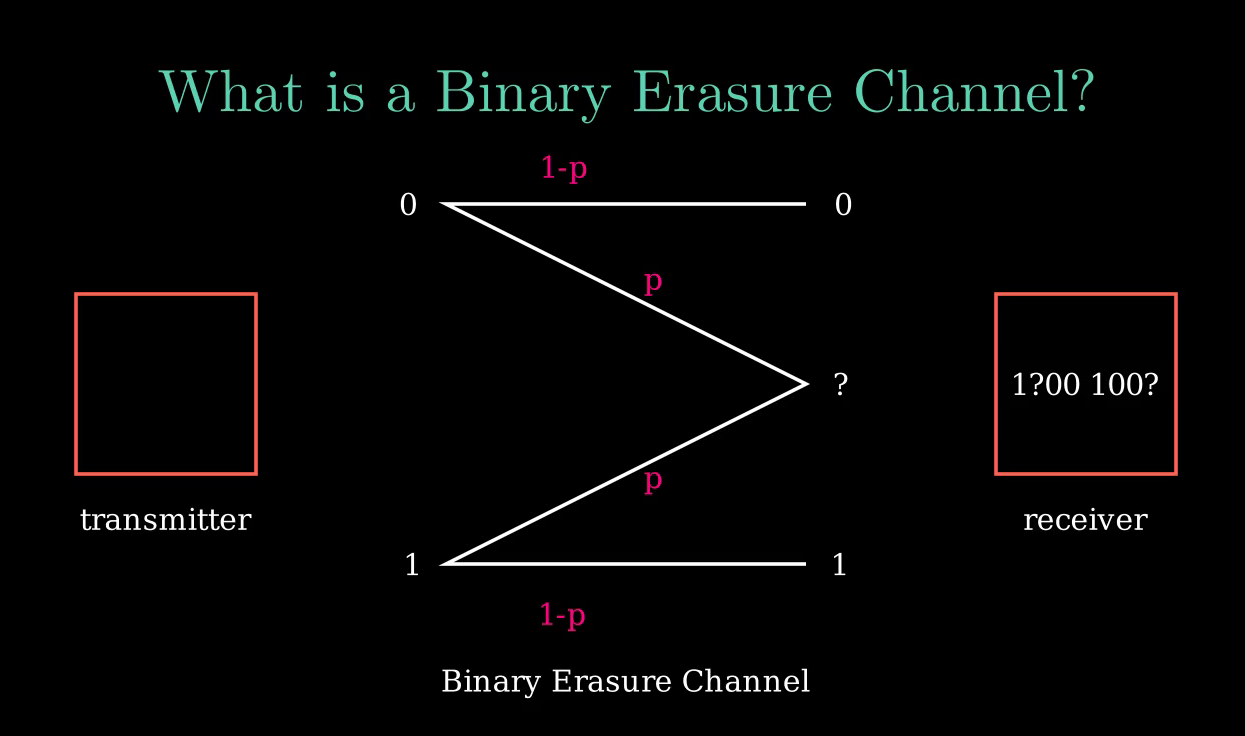 What is a Binary Erasure Channel?
1-p
0
0
p
1?00 100?
?
p
transmitter
receiver
1
1
1-p
Binary Erasure Channel